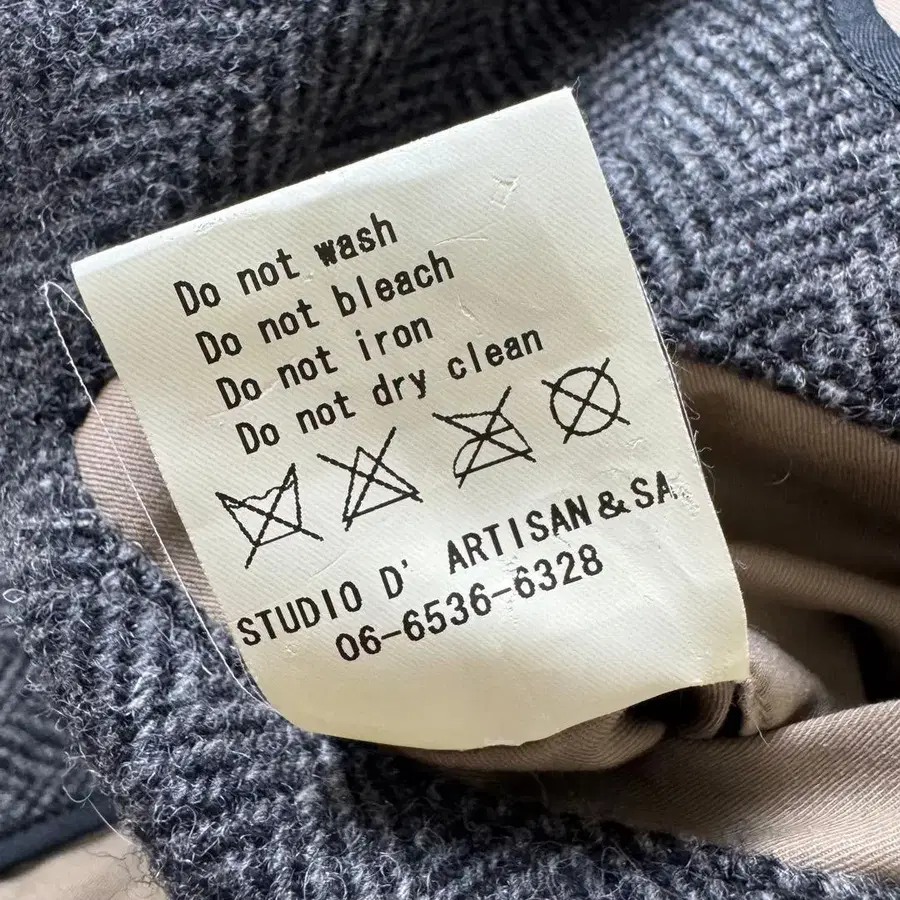 Do not wash
Do not bleach
Do not iron
Do not dry clean
STUDIO D' ARTISAN&SA
06-6536-6328